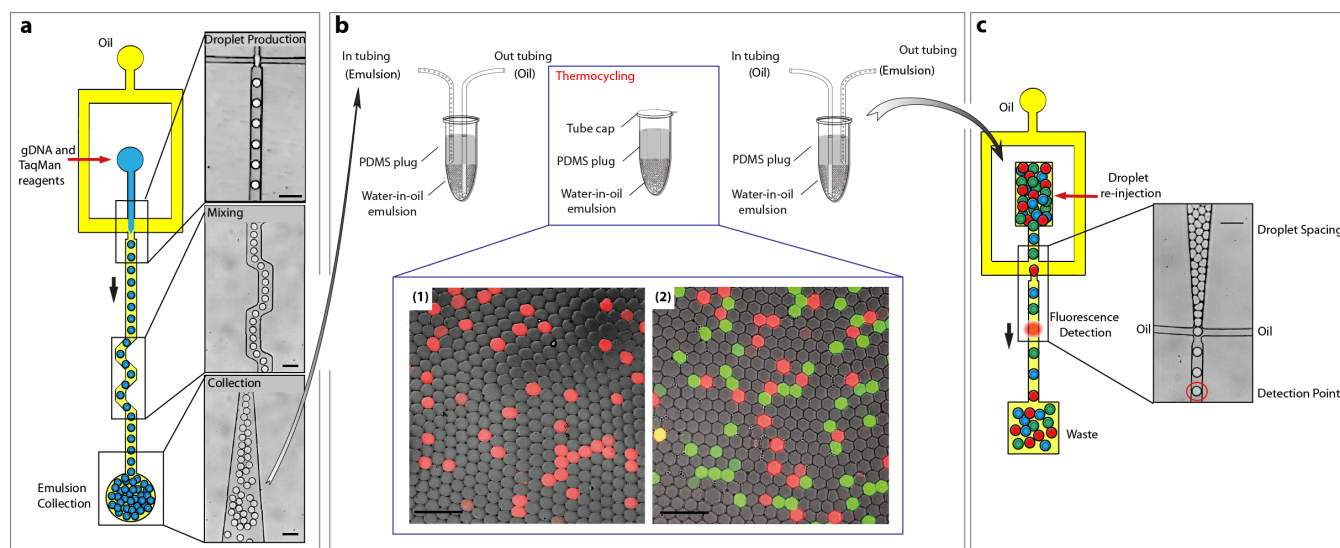 a
Oil
gDNA and
TaqMan
reagents
Emulsion
Collection
Droplet Production
Mixing
Collection
b
In tubing
(Emulsion)
Out tubing
(Oil)
PDMS plug
Water-in-oil
emulsion
Thermocycling
Tube cap
PDMS plug
Water-in-oil
emulsion
In tubing
(Oil)
Out tubing
(Emulsion)
PDMS plug
Water-in-oil
emulsion
(1)
(2)
c
Oil
Droplet
re-injection
Fluorescence
Detection
Waste
Droplet Spacing
Oil
Oil
Detection Point